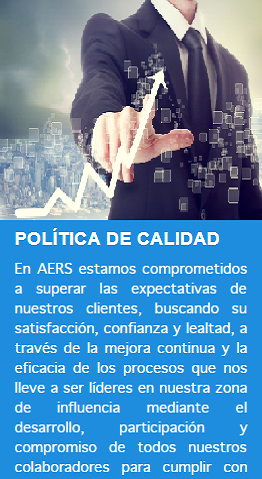 POLÍTICA DE CALIDAD
En AERS estamos comprometidos
a superar las expectativas de
nuestros clientes, buscando su
satisfacción, confianza y lealtad, a
través de la mejora continua y la
eficacia de los procesos que nos
lleve a ser líderes en nuestra zona
de influencia mediante el
desarrollo, participación y
compromiso de todos nuestros
colaboradores para cumplir con